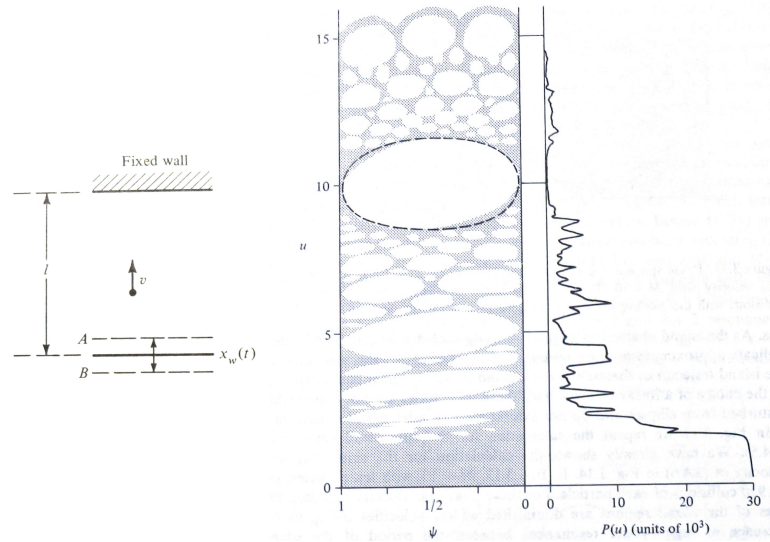 Fixed wall
l
v
A
x_w(t)
B
u
15
10
5
0
1
1/2
0
ψ
0
10
20
30
P(u) (units of 10³)